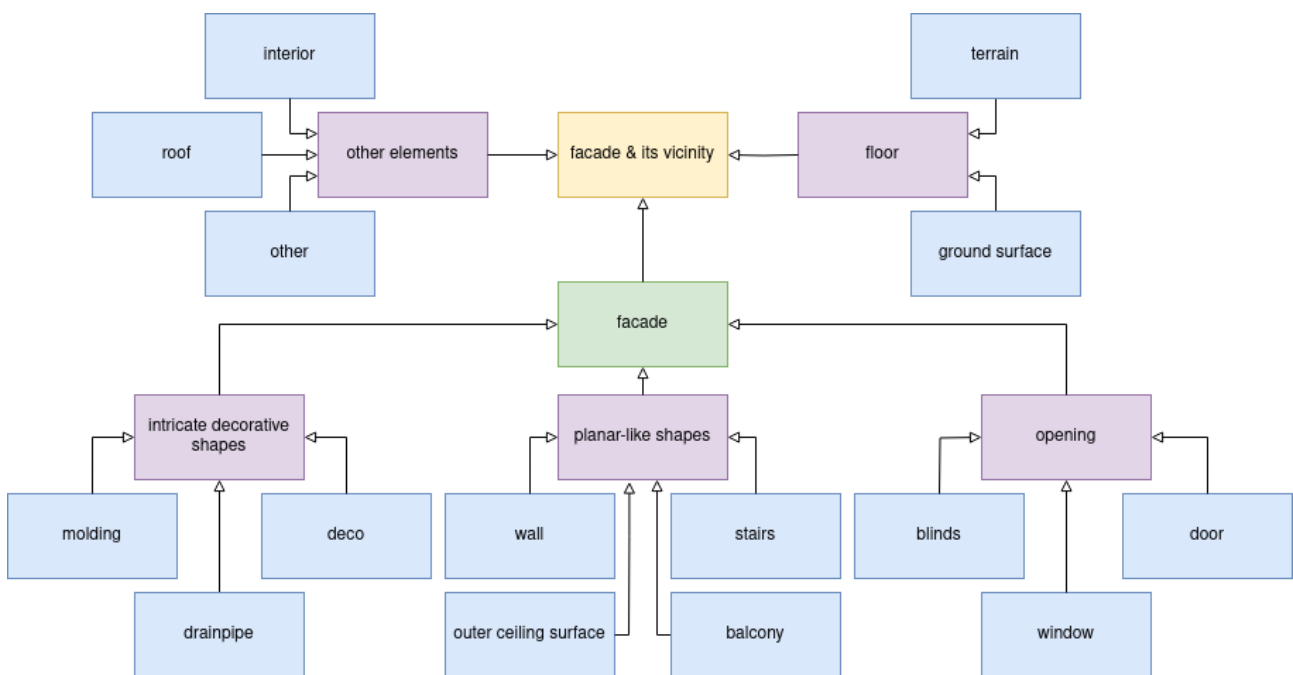 interior
terrain
roof
other elements
facade & its vicinity
floor
other
ground surface
facade
intricate decorative
shapes
planar-like shapes
opening
molding
deco
wall
stairs
blinds
door
drainpipe
outer ceiling surface
balcony
window